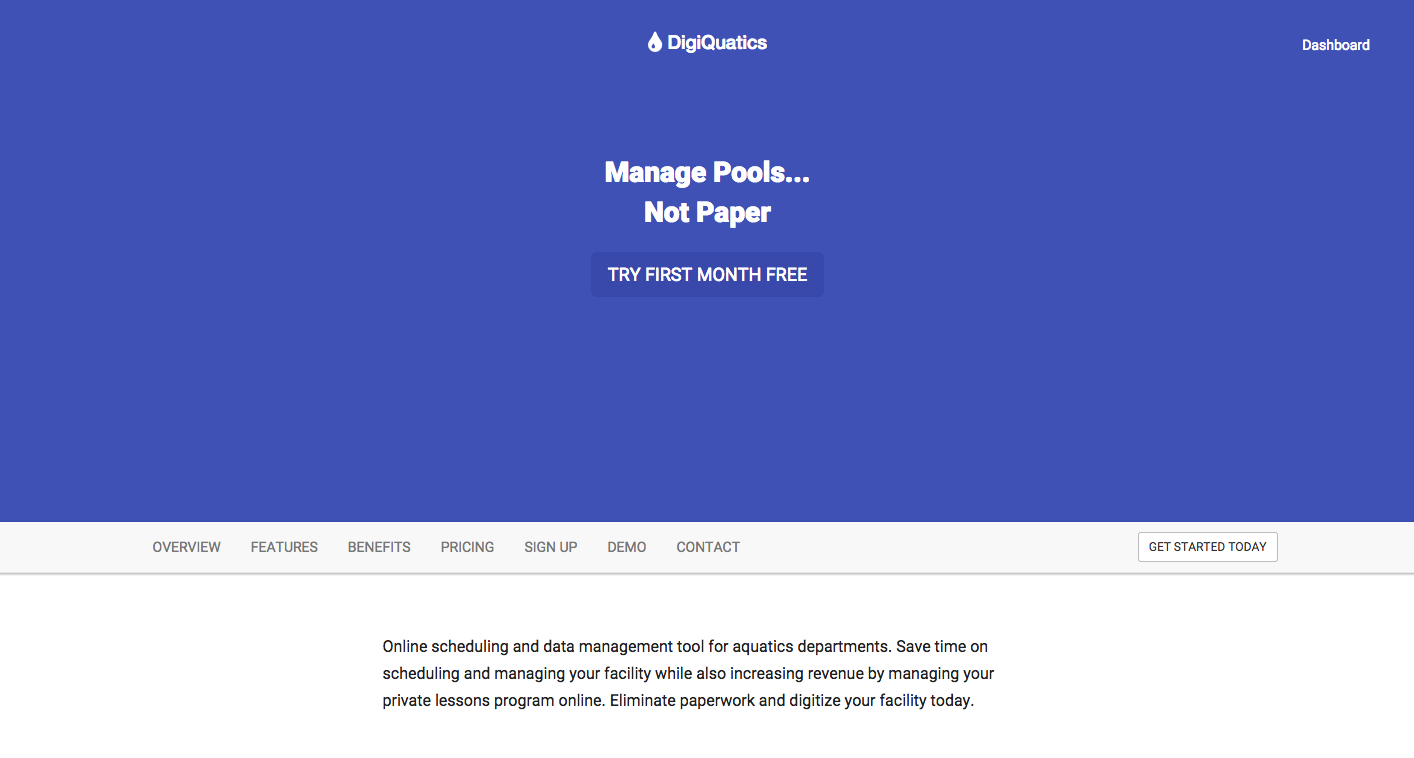 DigiQuatics
Dashboard
Manage Pools...
Not Paper
TRY FIRST MONTH FREE
OVERVIEW FEATURES BENEFITS PRICING SIGN UP DEMO CONTACT GET STARTED TODAY
Online scheduling and data management tool for aquatics departments. Save time on
scheduling and managing your facility while also increasing revenue by managing your
private lessons program online. Eliminate paperwork and digitize your facility today.